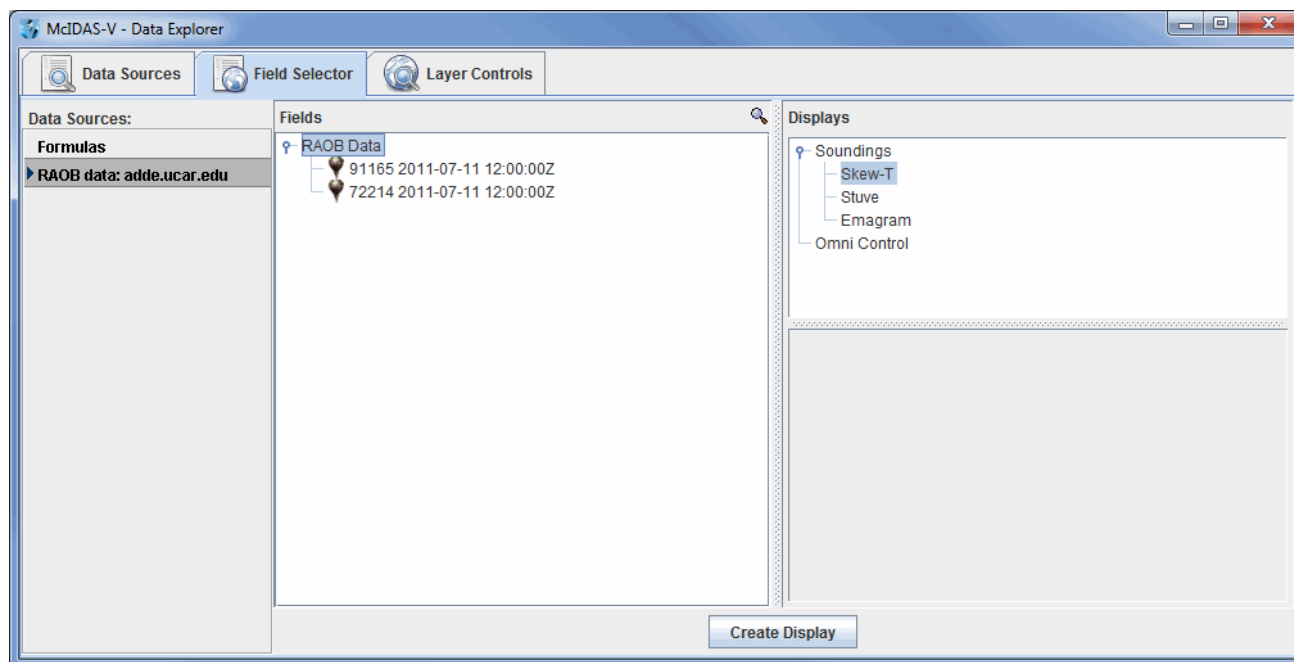 McIDAS-V - Data Explorer
Data Sources
Field Selector
Layer Controls
Data Sources:
Formulas
RAOB data: adde.ucar.edu
Fields
RAOB Data
91165 2011-07-11 12:00:00Z
72214 2011-07-11 12:00:00Z
Displays
Soundings
Skew-T
Stuve
Emagram
Omni Control
Create Display